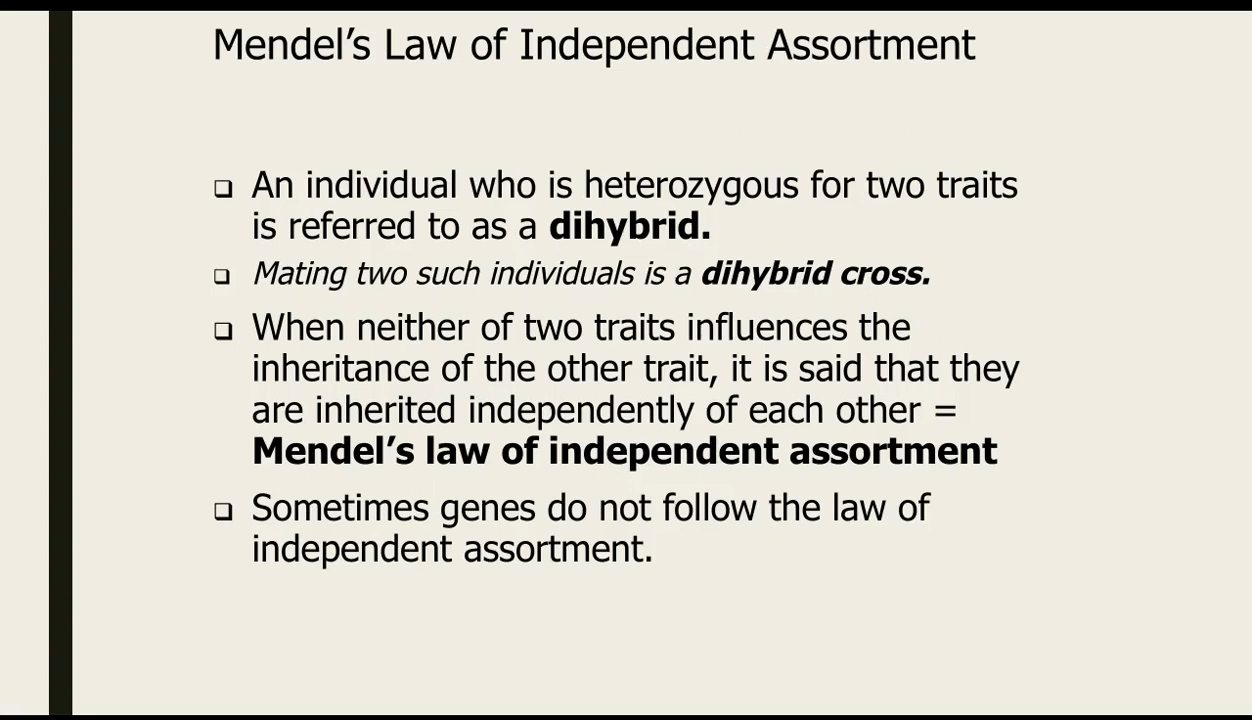 Mendel’s Law of Independent Assortment
❑ An individual who is heterozygous for two traits
is referred to as a dihybrid.
❑ Mating two such individuals is a dihybrid cross.
❑ When neither of two traits influences the
inheritance of the other trait, it is said that they
are inherited independently of each other =
Mendel’s law of independent assortment
❑ Sometimes genes do not follow the law of
independent assortment.